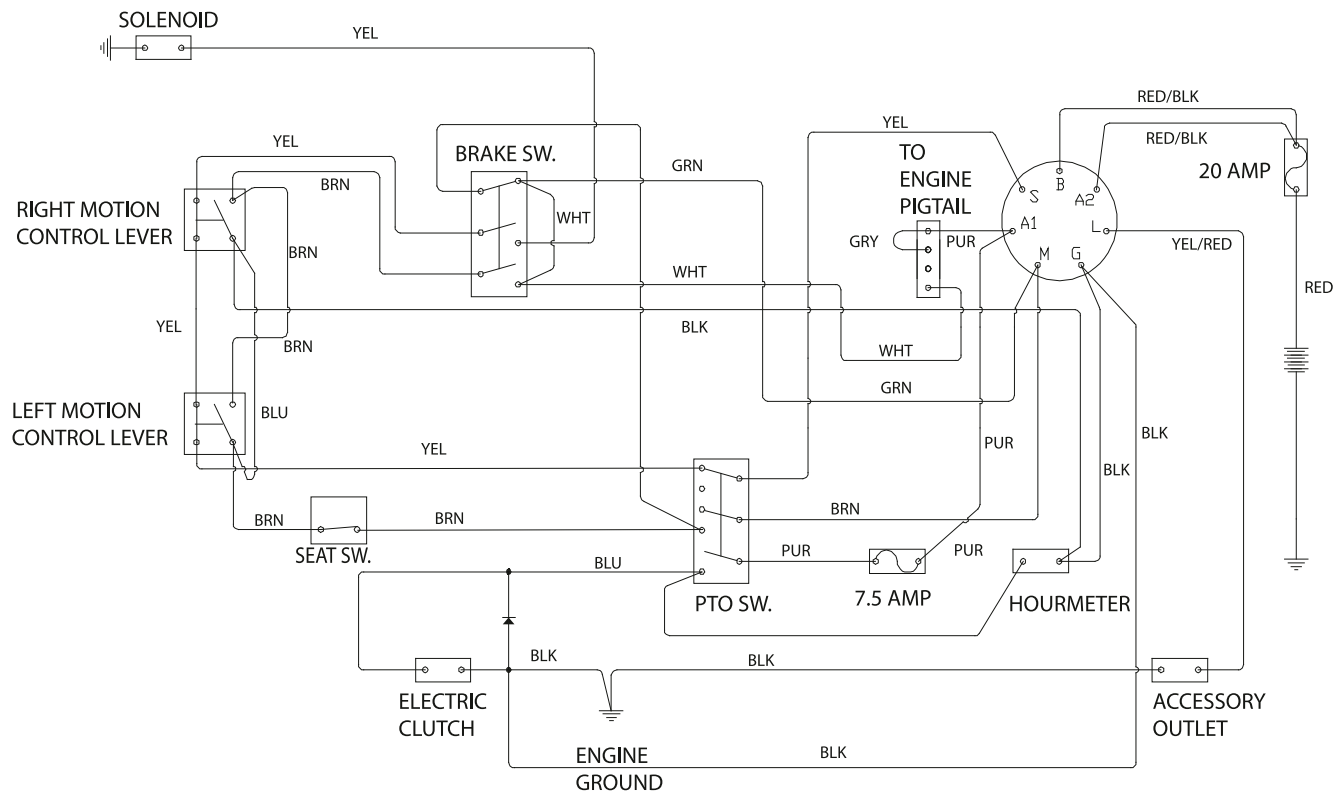 SOLENOID
YEL
RED/BLK
YEL
RED/BLK
YEL
BRAKE SW.
GRN
TO
ENGINE
PIGTAIL
20 AMP
BRN
S
B
A2
RIGHT MOTION
CONTROL LEVER
WHT
A1
L
GRY
PUR
YEL/RED
BRN
M
G
WHT
RED
YEL
BLK
BRN
WHT
GRN
LEFT MOTION
CONTROL LEVER
BLU
BLK
YEL
PUR
BLK
BRN
BRN
BRN
SEAT SW.
BLU
PUR
PUR
PTO SW.
7.5 AMP
HOURMETER
BLK
BLK
ELECTRIC
CLUTCH
ACCESSORY
OUTLET
ENGINE
GROUND
BLK